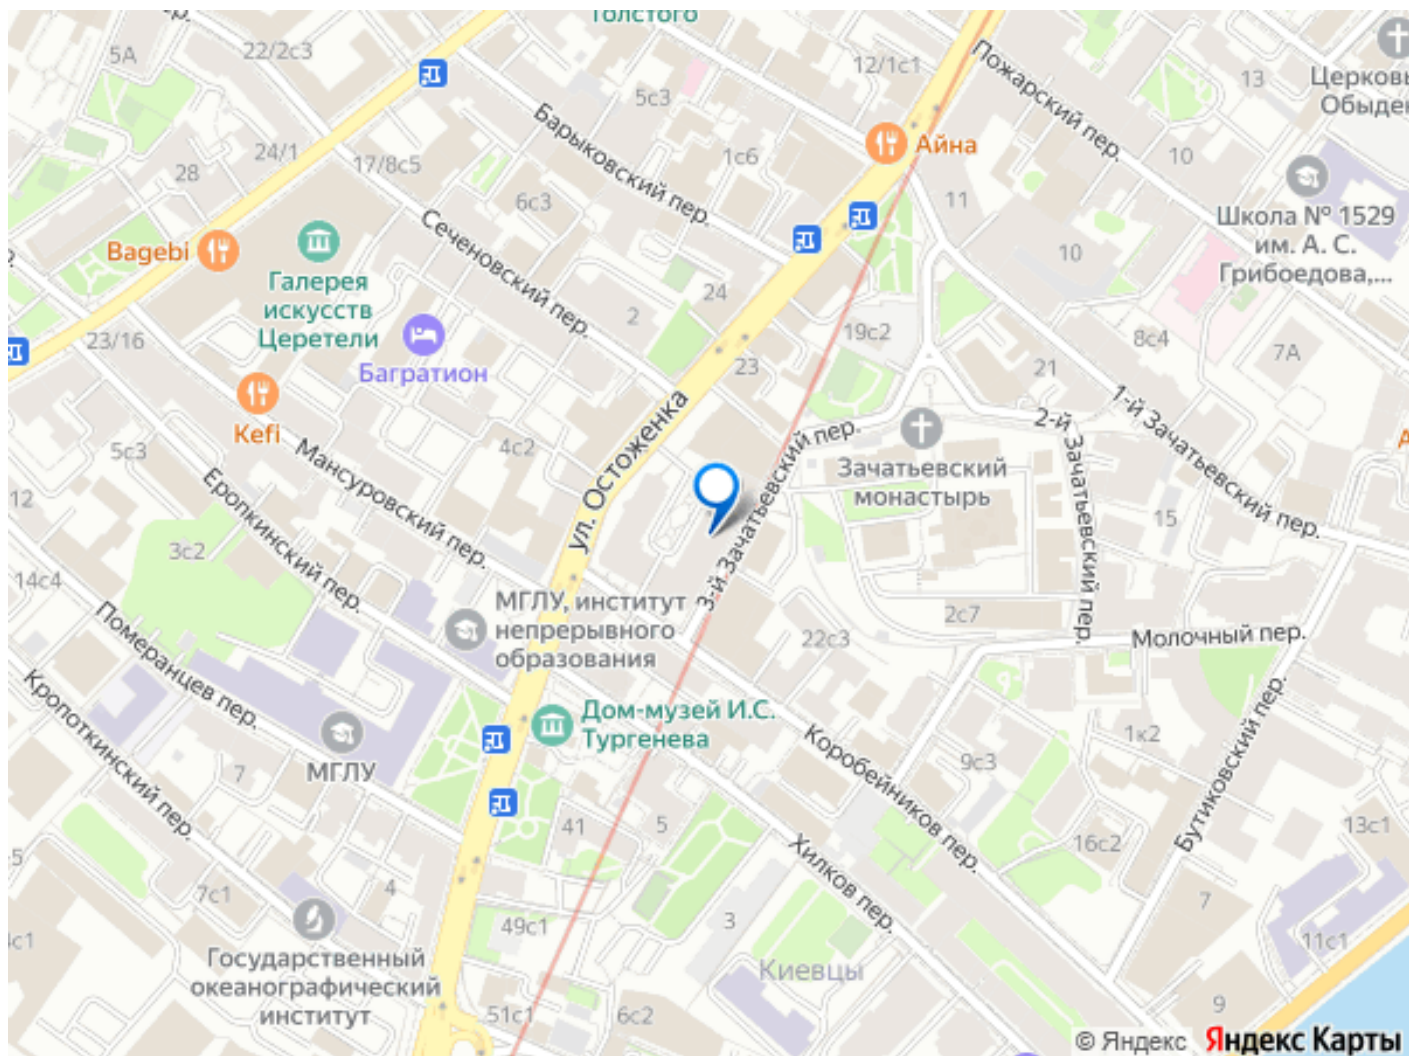 Толстого
пер.
5А
22/2с3
12/1с1
Пожарский пер.
13
Церковь
Обыден
5с3
Барыковский пер.
Айна
24/1
17/8с5
1с6
10
28
6с3
11
Школа № 1529
им. А. С.
Грибоедова,...
Сеченовский пер.
Bagebi
Галерея
искусств
Церетели
10
24
2
19с2
8с4
7А
23/16
Багратион
23
21
1-й Зачатьевский пер.
2-й Зачатьевский пер.
Kefi
ул. Остоженка
3-й Зачатьевский пер.
Зачатьевский
монастырь
5с3
4с2
Мансуровский пер.
Еропкинский пер.
12
15
3с2
14с4
МГЛУ, институт
непрерывного
образования
2с7
22с3
Молочный пер.
Померанцев пер.
Кропоткинский пер.
Дом-музей И.С.
Тургенева
МГЛУ
7
Коробейников пер.
9с3
1к2
Бутиковский пер.
41
5
Хилков пер.
16с2
13с1
7с1
4
3
7
49с1
4с1
Государственный
океанографический
институт
Киевцы
11с1
9
51с1
6с2
© Яндекс Яндекс Карты